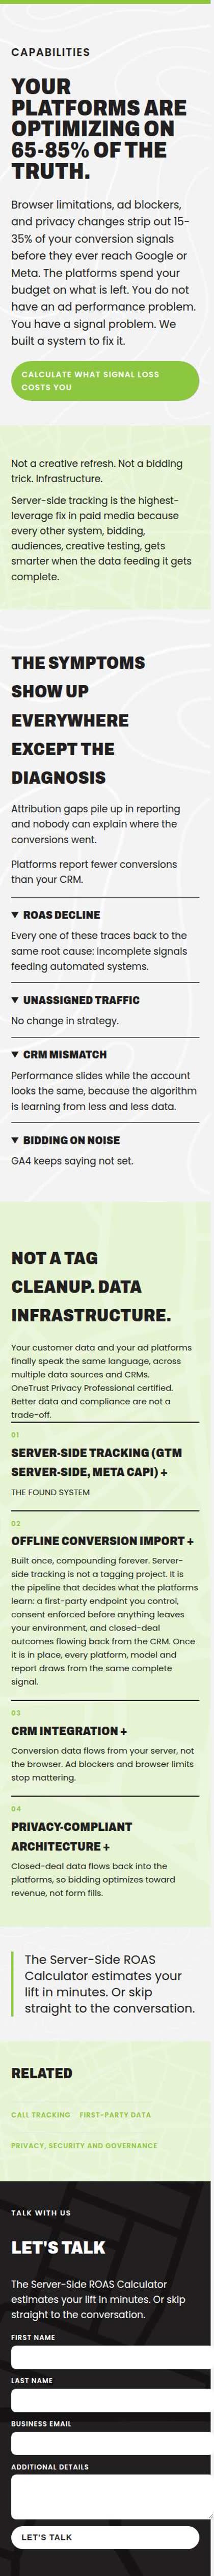 CAPABILITIES
YOUR
PLATFORMS ARE
OPTIMIZING ON
65-85% OF THE
TRUTH.
Browser limitations, ad blockers,
and privacy changes strip out 15-
35% of your conversion signals
before they ever reach Google or
Meta. The platforms spend your
budget on what is left. You do not
have an ad performance problem.
You have a signal problem. We
built a system to fix it.
CALCULATE WHAT SIGNAL LOSS
COSTS YOU
Not a creative refresh. Not a bidding
trick. Infrastructure.
Server-side tracking is the highest-
leverage fix in paid media because
every other system, bidding,
audiences, creative testing, gets
smarter when the data feeding it gets
complete.
THE SYMPTOMS
SHOW UP
EVERYWHERE
EXCEPT THE
DIAGNOSIS
Attribution gaps pile up in reporting
and nobody can explain where the
conversions went.
Platforms report fewer conversions
than your CRM.
▼ ROAS DECLINE
Every one of these traces back to the
same root cause: incomplete signals
feeding automated systems.
▼ UNASSIGNED TRAFFIC
No change in strategy.
▼ CRM MISMATCH
Performance slides while the account
looks the same, because the algorithm
is learning from less and less data.
▼ BIDDING ON NOISE
GA4 keeps saying not set.
NOT A TAG
CLEANUP. DATA
INFRASTRUCTURE.
Your customer data and your ad platforms
finally speak the same language, across
multiple data sources and CRMs.
OneTrust Privacy Professional certified.
Better data and compliance are not a
trade-off.
01
SERVER-SIDE TRACKING (GTM
SERVER-SIDE, META CAPI) +
THE FOUND SYSTEM
02
OFFLINE CONVERSION IMPORT +
Built once, compounding forever. Server-
side tracking is not a tagging project. It is
the pipeline that decides what the platforms
learn: a first-party endpoint you control,
consent enforced before anything leaves
your environment, and closed-deal
outcomes flowing back from the CRM. Once
it is in place, every platform, model and
report draws from the same complete
signal.
03
CRM INTEGRATION +
Conversion data flows from your server, not
the browser. Ad blockers and browser limits
stop mattering.
04
PRIVACY-COMPLIANT
ARCHITECTURE +
Closed-deal data flows back into the
platforms, so bidding optimizes toward
revenue, not form fills.
The Server-Side ROAS
Calculator estimates your
lift in minutes. Or skip
straight to the conversation.
RELATED
CALL TRACKING FIRST-PARTY DATA
PRIVACY, SECURITY AND GOVERNANCE
TALK WITH US
LET'S TALK
The Server-Side ROAS Calculator
estimates your lift in minutes. Or skip
straight to the conversation.
FIRST NAME
LAST NAME
BUSINESS EMAIL
ADDITIONAL DETAILS
LET'S TALK